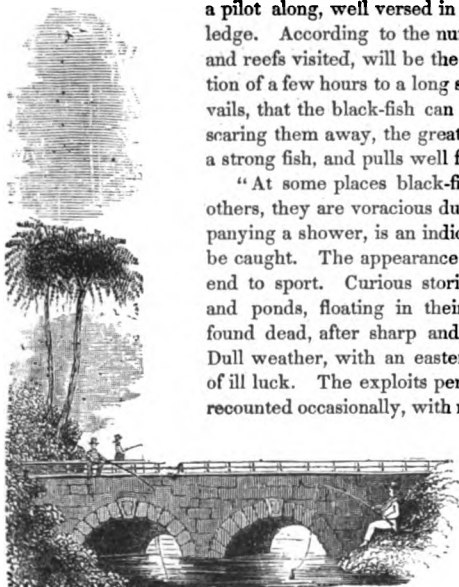 a pilot along, well versed in
ledge. According to the nu
and reefs visited, will be the
tion of a few hours to a long s
vails, that the black-fish can
scaring them away, the great
a strong fish, and pulls well f
"At some places black-fi
others, they are voracious du
panying a shower, is an indic
be caught. The appearance
end to sport. Curious stori
and ponds, floating in their
found dead, after sharp and
Dull weather, with an easter
of ill luck. The exploits per
recounted occasionally, with r